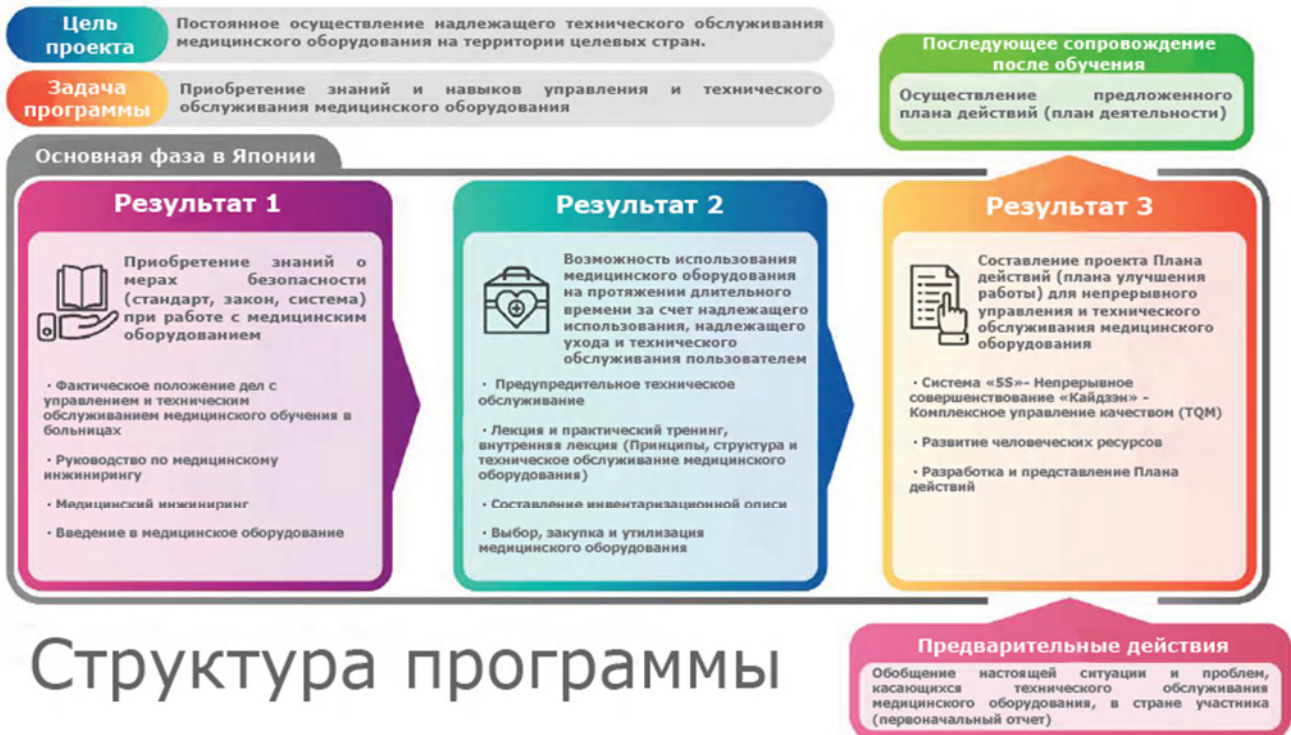 Цель
проекта
Постоянное осуществление надлежащего технического обслуживания
медицинского оборудования на территории целевых стран.
Задача
программы
Приобретение знаний и навыков управления и технического
обслуживания медицинского оборудования
Последующее сопровождение
после обучения
Осуществление предложенного
плана действий (план деятельности)
Основная фаза в Японии
Результат 1
Приобретение знаний о
мерах безопасности
(стандарт, закон, система)
при работе с медицинским
оборудованием
· Фактическое положение дел с
управлением и техническим
обслуживанием медицинского обучения в
больницах
· Руководство по медицинскому
инжинирингу
· Медицинский инжиниринг
· Введение в медицинское оборудование
Результат 2
Возможность использования
медицинского оборудования
на протяжении длительного
времени за счет надлежащего
использования, надлежащего
ухода и технического
обслуживания пользователем
· Предупредительное техническое
обслуживание
· Лекция и практический тренинг,
внутренняя лекция (Принципы, структура и
техническое обслуживание медицинского
оборудования)
· Составление инвентаризационной описи
· Выбор, закупка и утилизация
медицинского оборудования
Результат 3
Составление проекта Плана
действий (плана улучшения
работы) для непрерывного
управления и технического
обслуживания медицинского
оборудования
· Система «5S»- Непрерывное
совершенствование «Кайдзэн» -
Комплексное управление качеством (TQM)
· Развитие человеческих ресурсов
· Разработка и представление Плана
действий
Структура программы
Предварительные действия
Обобщение настоящей ситуации и проблем,
касающихся технического обслуживания
медицинского оборудования, в стране участника
(первоначальный отчет)